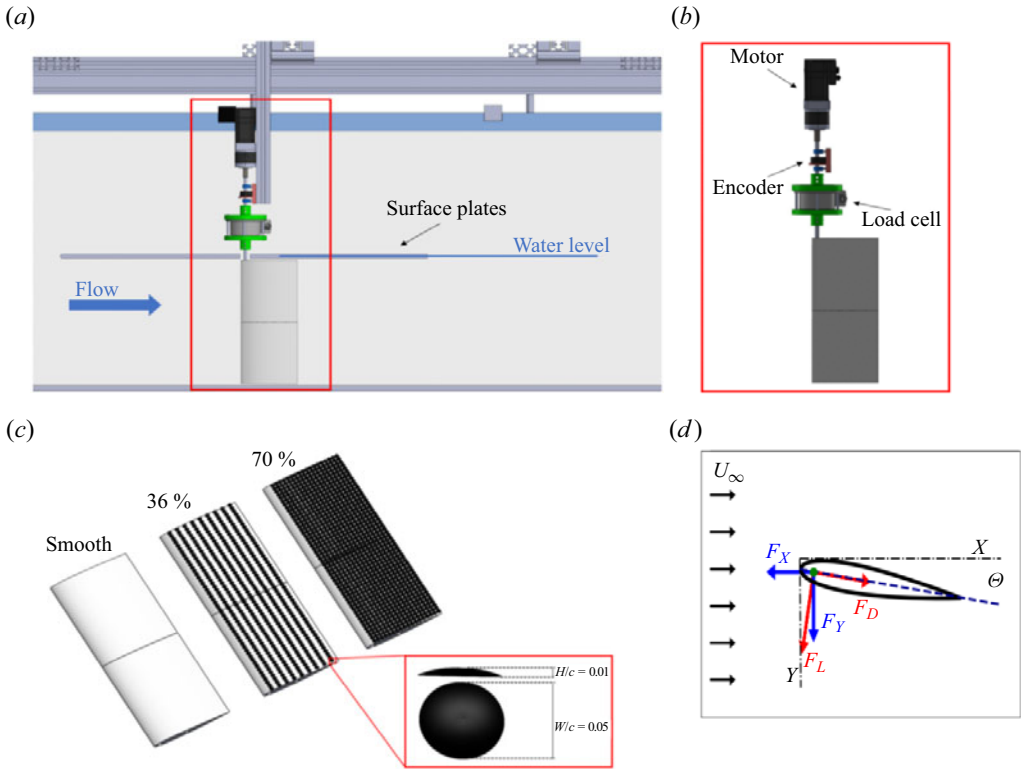 (a)
(b)
Motor
Encoder
Load cell
Surface plates
Water level
Flow
(c)
(d)
70 %
36 %
Smooth
H/c = 0.01
W/c = 0.05
U∞
X
F_X
Θ
F_D
F_Y
F_L
Y